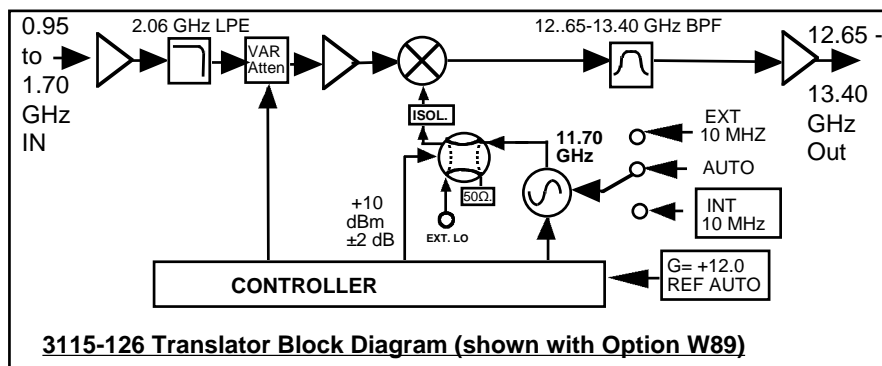 0.95
to
1.70
GHz
IN
2.06 GHz LPE
VAR
Atten
12..65-13.40 GHz BPF
12.65 -
13.40
GHz
Out
ISOL.
11.70
GHz
EXT
10 MHZ
AUTO
INT
10 MHz
50Ω.
+10
dBm
±2 dB
EXT. LO
CONTROLLER
G= +12.0
REF AUTO
3115-126 Translator Block Diagram (shown with Option W89)